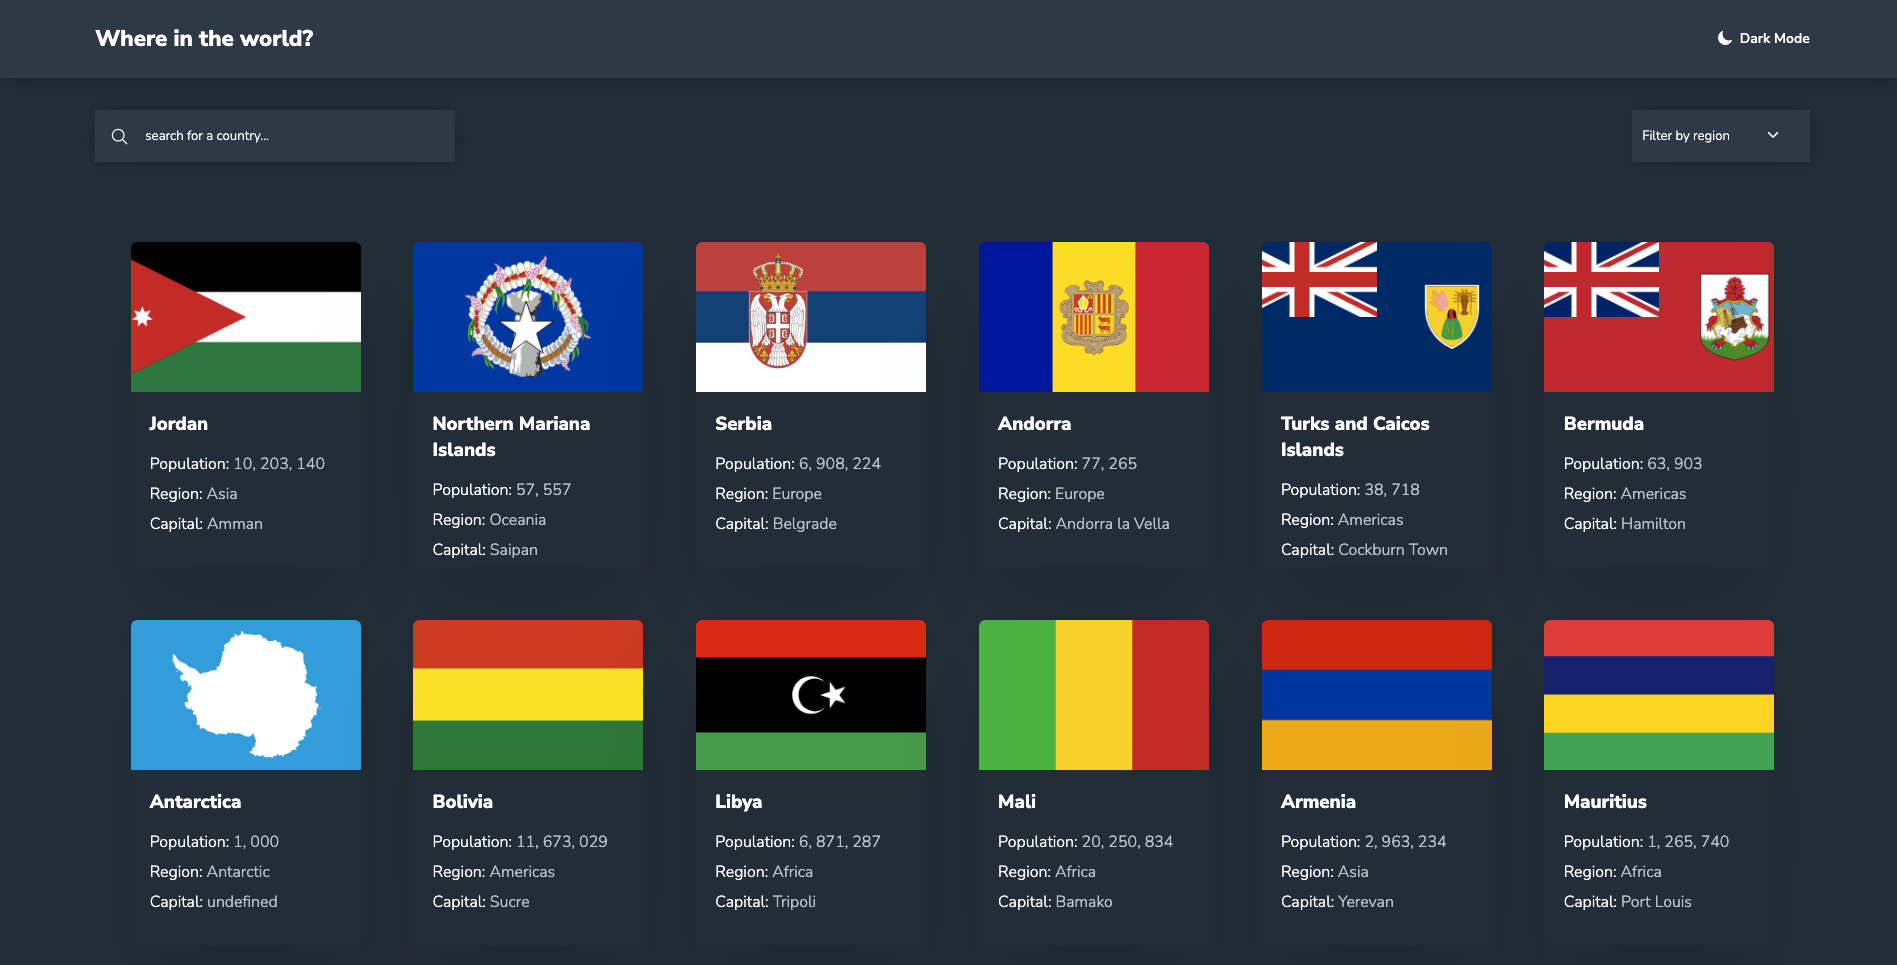 Where in the world?
Dark Mode
search for a country...
Filter by region
Jordan
Population: 10, 203, 140
Region: Asia
Capital: Amman
Northern Mariana
Islands
Population: 57, 557
Region: Oceania
Capital: Saipan
Serbia
Population: 6, 908, 224
Region: Europe
Capital: Belgrade
Andorra
Population: 77, 265
Region: Europe
Capital: Andorra la Vella
Turks and Caicos
Islands
Population: 38, 718
Region: Americas
Capital: Cockburn Town
Bermuda
Population: 63, 903
Region: Americas
Capital: Hamilton
Antarctica
Population: 1, 000
Region: Antarctic
Capital: undefined
Bolivia
Population: 11, 673, 029
Region: Americas
Capital: Sucre
Libya
Population: 6, 871, 287
Region: Africa
Capital: Tripoli
Mali
Population: 20, 250, 834
Region: Africa
Capital: Bamako
Armenia
Population: 2, 963, 234
Region: Asia
Capital: Yerevan
Mauritius
Population: 1, 265, 740
Region: Africa
Capital: Port Louis